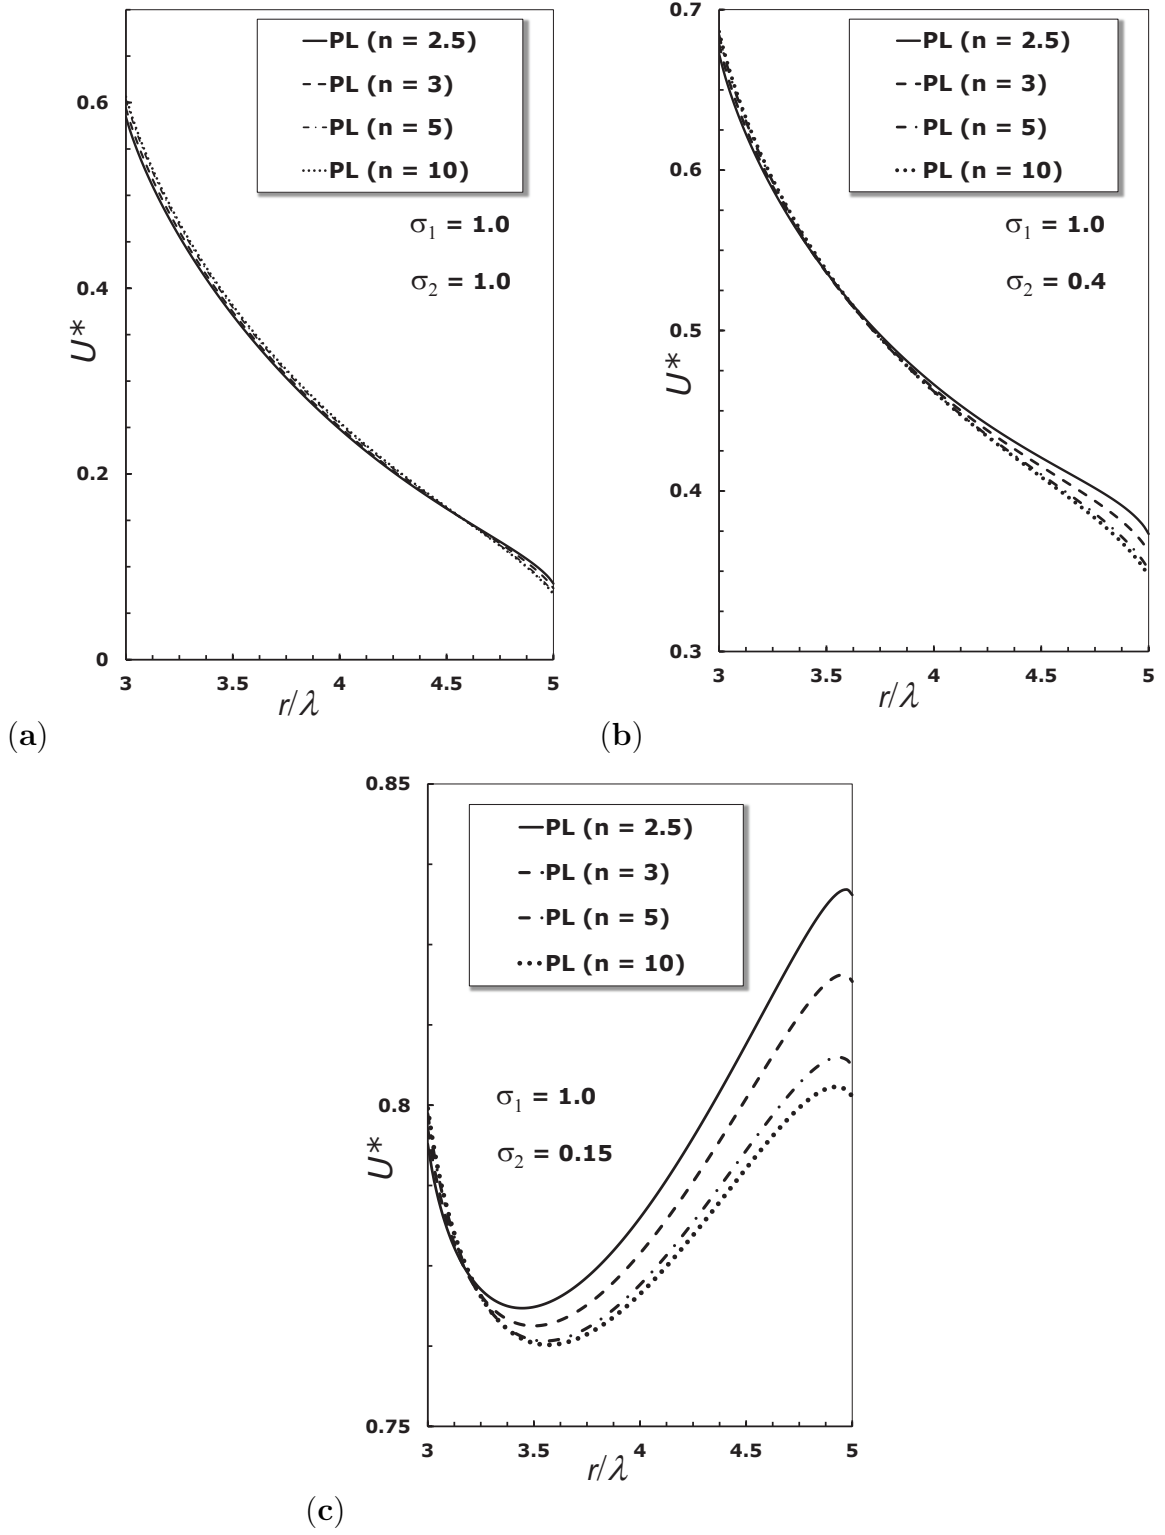 PL (n = 2.5)
PL (n = 3)
PL (n = 5)
PL (n = 10)
σ1 = 1.0
σ2 = 1.0
0.6
0.4
0.2
0
U*
3
3.5
4
4.5
5
r/λ
(a)
0.7
0.6
0.5
0.4
0.3
U*
PL (n = 2.5)
PL (n = 3)
PL (n = 5)
PL (n = 10)
σ1 = 1.0
σ2 = 0.4
3
3.5
4
4.5
5
r/λ
(b)
0.85
0.8
0.75
U*
PL (n = 2.5)
PL (n = 3)
PL (n = 5)
PL (n = 10)
σ1 = 1.0
σ2 = 0.15
3
3.5
4
4.5
5
r/λ
(c)